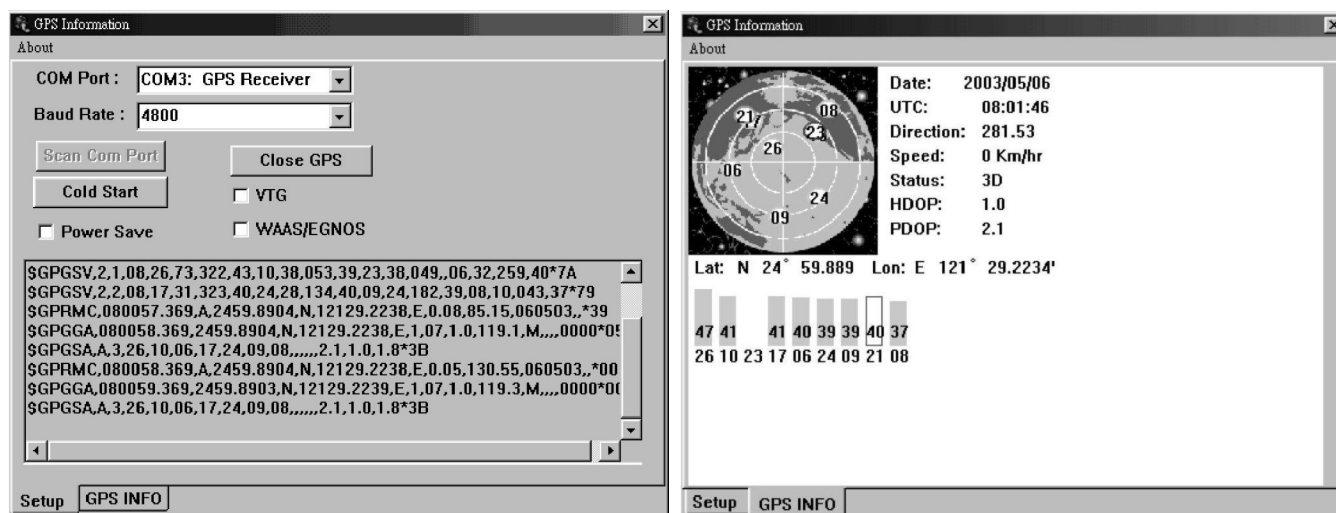 GPS Information
About
COM Port : COM3: GPS Receiver
Baud Rate : 4800
Scan Com Port
Close GPS
Cold Start
VTG
Power Save
WAAS/EGNOS
$GPGSV,2,1,08,26,73,322,43,10,38,053,39,23,38,049,,06,32,259,40*7A
$GPGSV,2,2,08,17,31,323,40,24,28,134,40,09,24,182,39,08,10,043,37*79
$GPRMC,080057.369,A,2459.8904,N,12129.2238,E,0.08,85.15,060503,,*39
$GPGGA,080058.369,2459.8904,N,12129.2238,E,1,07,1.0,119.1,M,,,,0000*05
$GPGSA,A,3,26,10,06,17,24,09,08,,,,,,2.1,1.0,1.8*3B
$GPRMC,080058.369,A,2459.8904,N,12129.2238,E,0.05,130.55,060503,,*00
$GPGGA,080059.369,2459.8903,N,12129.2239,E,1,07,1.0,119.3,M,,,,0000*0
$GPGSA,A,3,26,10,06,17,24,09,08,,,,,,2.1,1.0,1.8*3B
Setup GPS INFO
GPS Information
About
21 08
23
26
06
24
09
Date: 2003/05/06
UTC: 08:01:46
Direction: 281.53
Speed: 0 Km/hr
Status: 3D
HDOP: 1.0
PDOP: 2.1
Lat: N 24° 59.889 Lon: E 121° 29.2234'
47 41 41 40 39 39 40 37
26 10 23 17 06 24 09 21 08
Setup GPS INFO